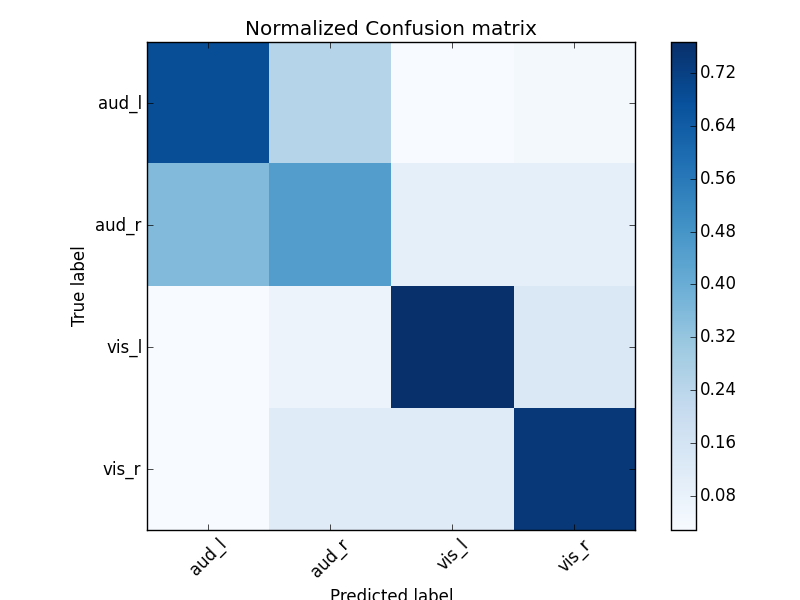 Normalized Confusion matrix
True label
aud_l
aud_r
vis_l
vis_r
aud_l
aud_r
vis_l
vis_r
Predicted label
0.72
0.64
0.56
0.48
0.40
0.32
0.24
0.16
0.08